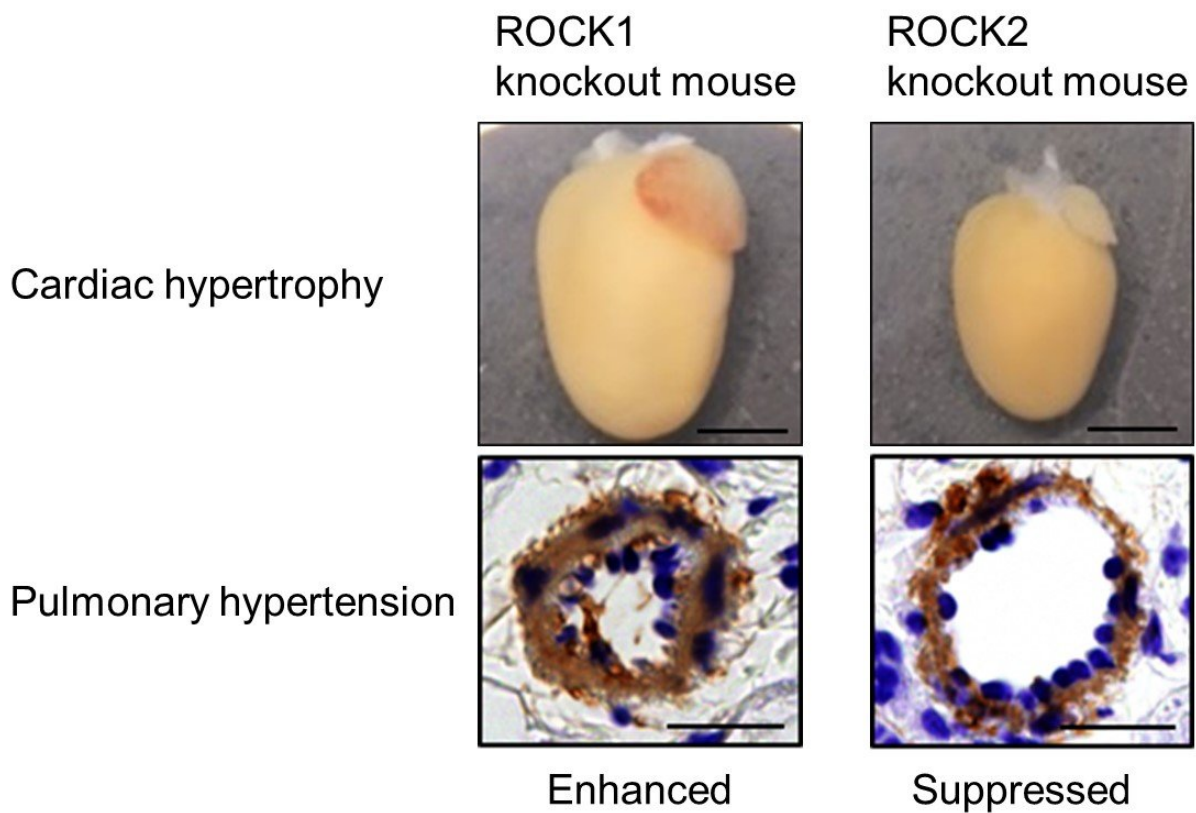 ROCK1
knockout mouse
ROCK2
knockout mouse
Cardiac hypertrophy
Pulmonary hypertension
Enhanced
Suppressed